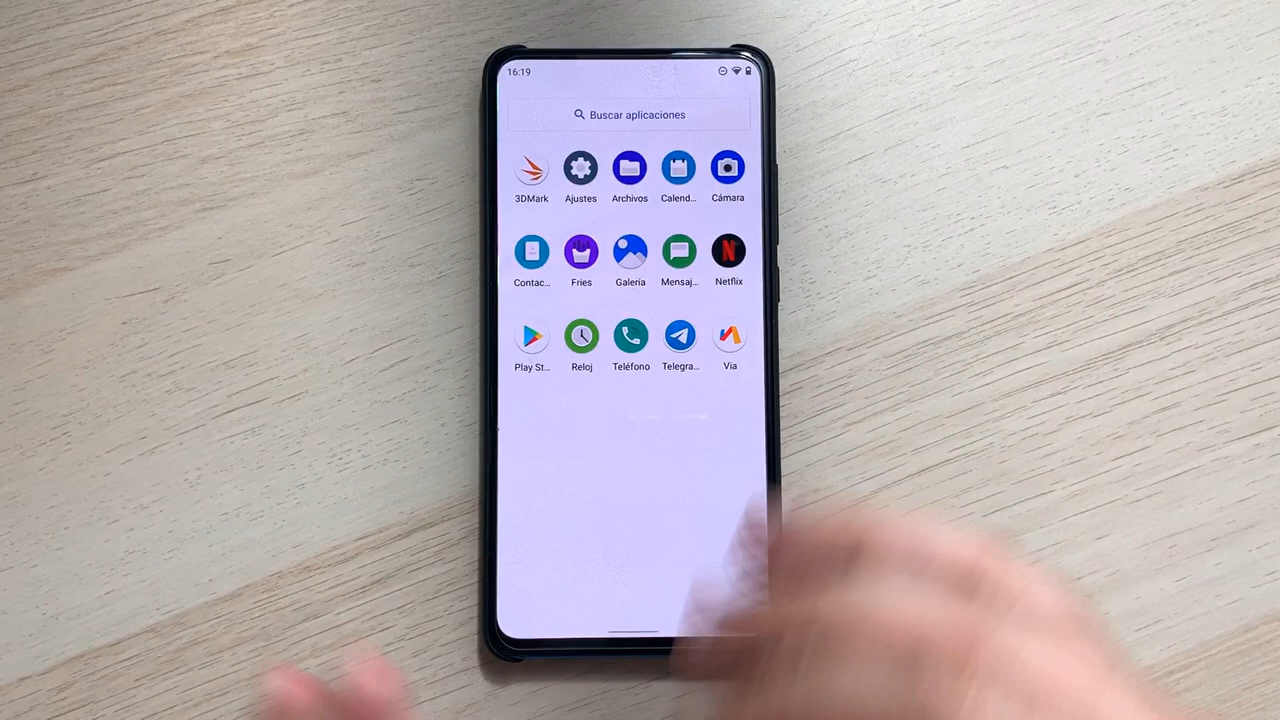 16:19
Buscar aplicaciones
3DMark Ajustes Archivos Calend... Cámara
Contac... Fries Galería Mensaj... Netflix
Play St... Reloj Teléfono Telegra... Via